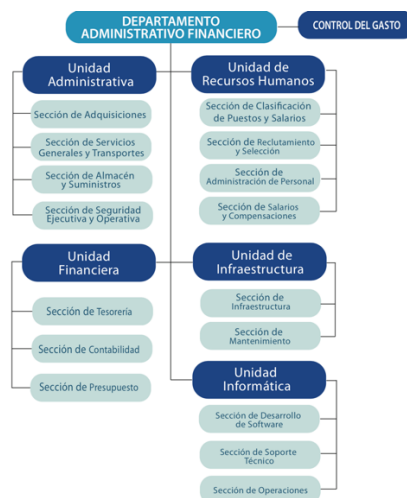 DEPARTAMENTO
ADMINISTRATIVO FINANCIERO
CONTROL DEL GASTO
Unidad
Administrativa
Sección de Adquisiciones
Sección de Servicios
Generales y Transportes
Sección de Almacén
y Suministros
Sección de Seguridad
Ejecutiva y Operativa
Unidad de
Recursos Humanos
Sección de Clasificación
de Puestos y Salarios
Sección de Reclutamiento
y Selección
Sección de
Administración de Personal
Sección de Salarios
y Compensaciones
Unidad
Financiera
Sección de Tesorería
Sección de Contabilidad
Sección de Presupuesto
Unidad de
Infraestructura
Sección de
Infraestructura
Sección de
Mantenimiento
Unidad
Informática
Sección de Desarrollo
de Software
Sección de Soporte
Técnico
Sección de Operaciones